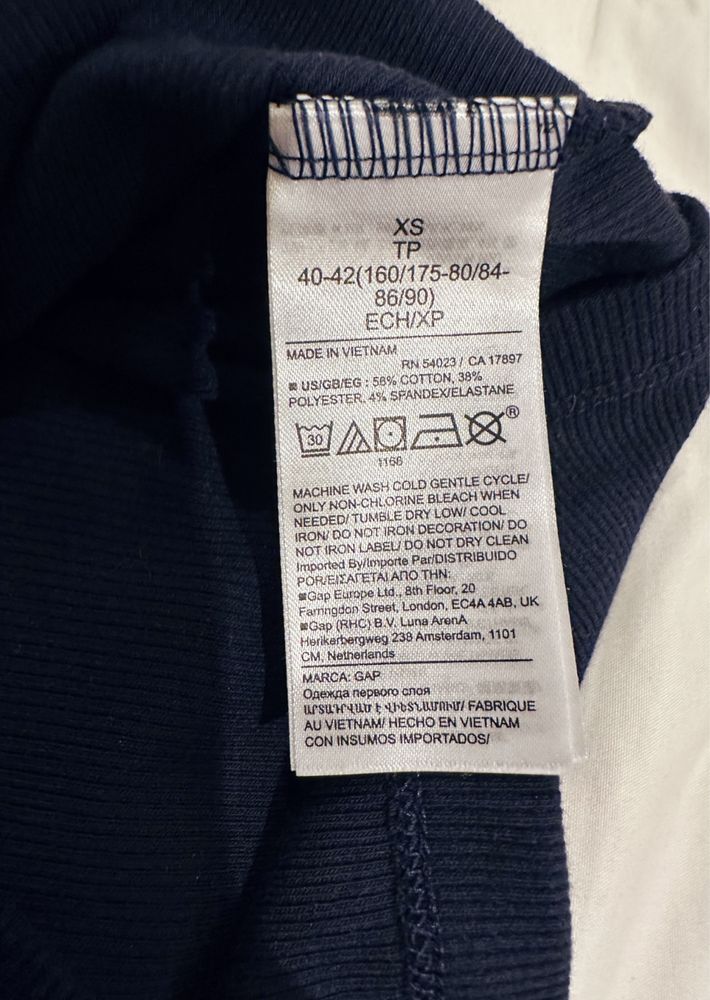 XS
TP
40-42(160/175-80/84-
86/90)
ECH/XP
MADE IN VIETNAM
RN 54023 / CA 17897
US/GB/EG : 58% COTTON, 38%
POLYESTER, 4% SPANDEX/ELASTANE
30
®
1168
MACHINE WASH COLD GENTLE CYCLE/
ONLY NON-CHLORINE BLEACH WHEN
NEEDED/ TUMBLE DRY LOW/ COOL
IRON/ DO NOT IRON DECORATION/ DO
NOT IRON LABEL/ DO NOT DRY CLEAN
Imported By/Importe Par/DISTRIBUIDO
POR/ΕΙΣΑΓΕΤΑΙ ΑΠΟ ΤΗΝ:
Gap Europe Ltd., 8th Floor, 20
Farringdon Street, London, EC4A 4AB, UK
Gap (RHC) B.V. Luna ArenA
Herikerbergweg 238 Amsterdam, 1101
CM, Netherlands
MARCA: GAP
Одежда первого слоя
ԱՐՏԱԴՐՎԱԾ Է ՎԻԵՏՆԱՄՈՒՄ/ FABRIQUE
AU VIETNAM/ HECHO EN VIETNAM
CON INSUMOS IMPORTADOS/